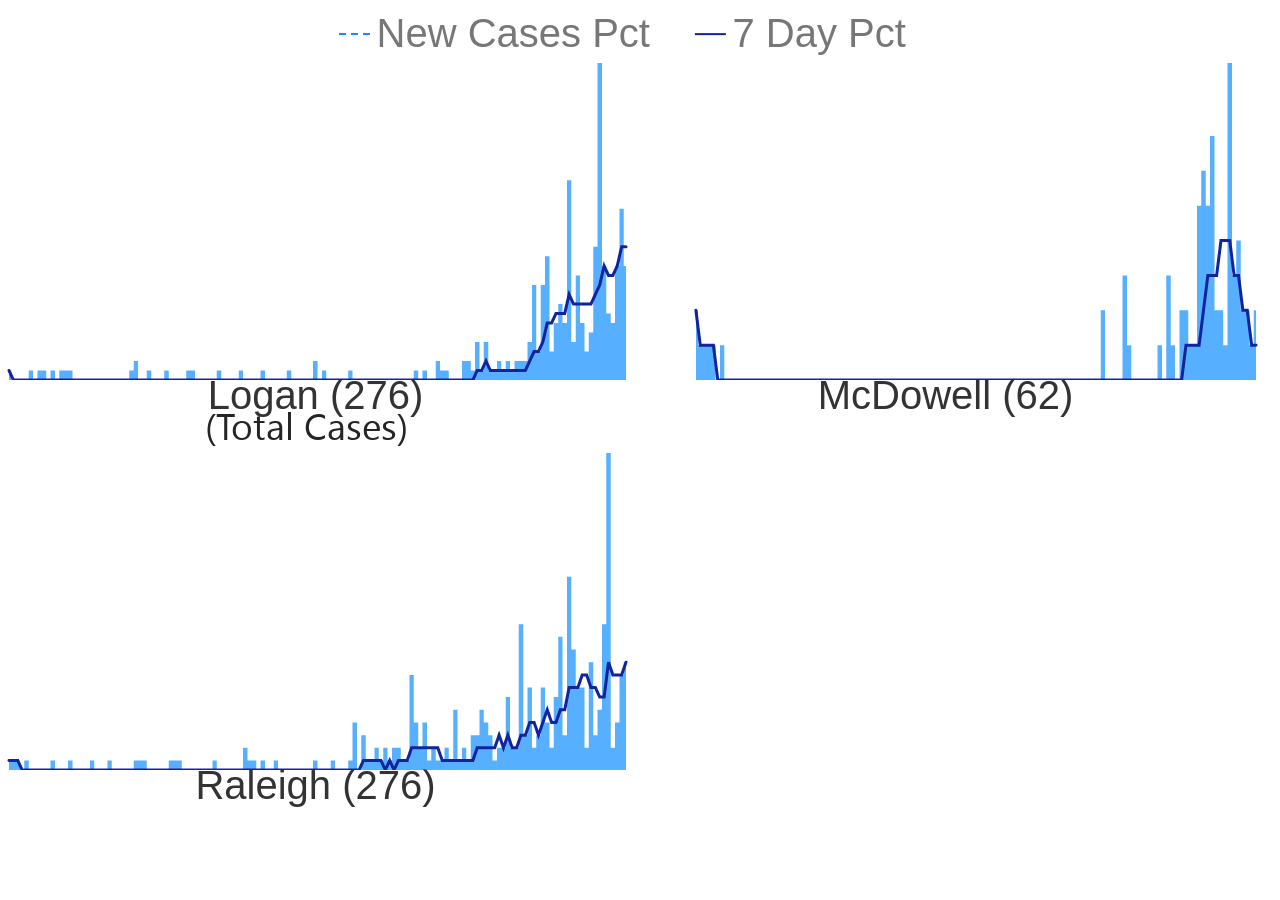 New Cases Pct 7 Day Pct
Logan (276)
(Total Cases)
McDowell (62)
Raleigh (276)